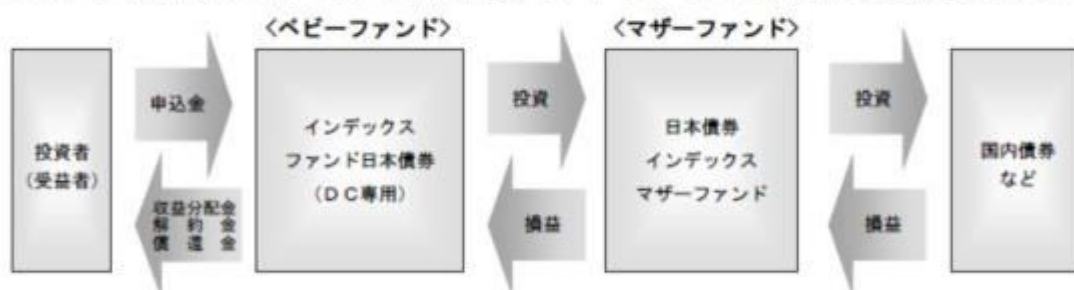 〈ベビーファンド〉
〈マザーファンド〉
投資者
(受益者)
申込金
収益分配金
解約金
償還金
インデックス
ファンド日本債券
(DC専用)
投資
損益
日本債券
インデックス
マザーファンド
投資
損益
国内債券
など